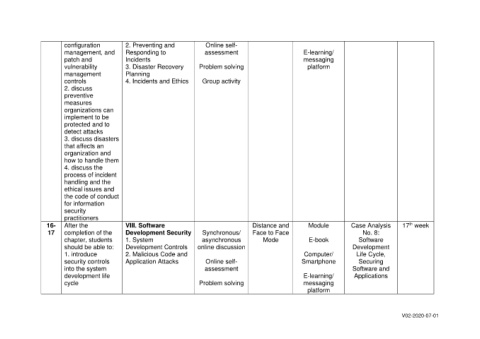 configuration
management, and
patch and
vulnerability
management
controls
2. discuss
preventive
measures
organizations can
implement to be
protected and to
detect attacks
3. discuss disasters
that affects an
organization and
how to handle them
4. discuss the
process of incident
handling and the
ethical issues and
the code of conduct
for information
security
practitioners
2. Preventing and
Responding to
Incidents
3. Disaster Recovery
Planning
4. Incidents and Ethics
Online self-
assessment
Problem solving
Group activity
E-learning/
messaging
platform
16-
17
After the
completion of the
chapter, students
should be able to:
1. introduce
security controls
into the system
development life
cycle
VIII. Software
Development Security
1. System
Development Controls
2. Malicious Code and
Application Attacks
Synchronous/
asynchronous
online discussion
Online self-
assessment
Problem solving
Distance and
Face to Face
Mode
Module
E-book
Computer/
Smartphone
E-learning/
messaging
platform
Case Analysis
No. 8:
Software
Development
Life Cycle,
Securing
Software and
Applications
17th week
V02-2020-07-01